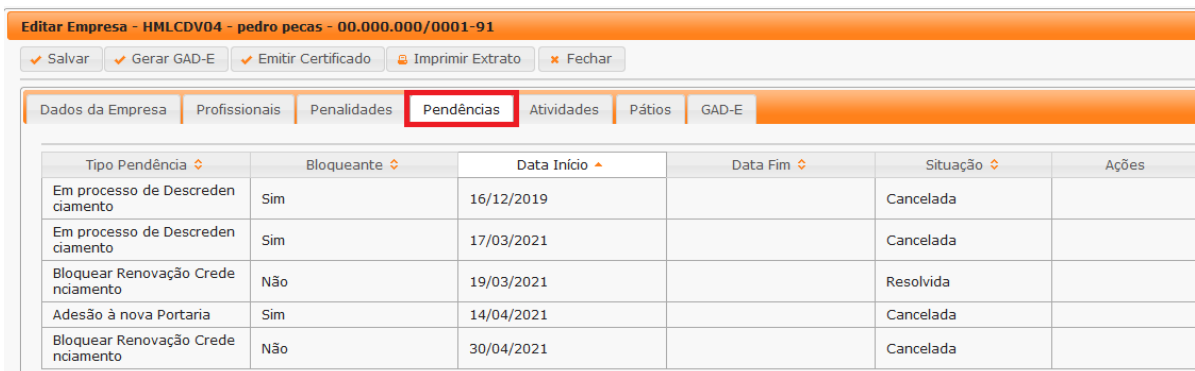 Editar Empresa - HMLCDV04 - pedro pecas - 00.000.000/0001-91
Salvar Gerar GAD-E Emitir Certificado Imprimir Extrato Fechar
Dados da Empresa Profissionais Penalidades Pendências Atividades Pátios GAD-E
Tipo Pendência Bloqueante Data Início Data Fim Situação Ações
Em processo de Descreden
ciamento Sim 16/12/2019 Cancelada
Em processo de Descreden
ciamento Sim 17/03/2021 Cancelada
Bloquear Renovação Crede
nciamento Não 19/03/2021 Resolvida
Adesão à nova Portaria Sim 14/04/2021 Cancelada
Bloquear Renovação Crede
nciamento Não 30/04/2021 Cancelada